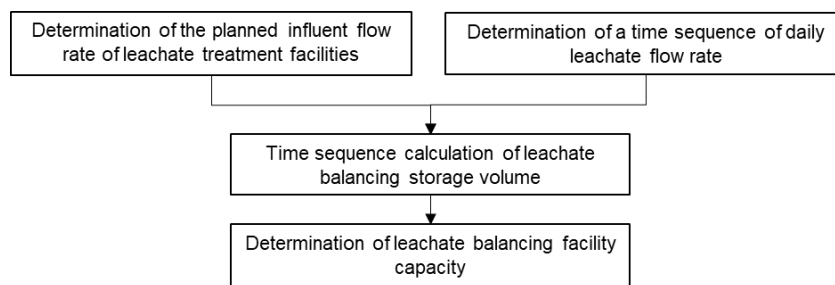 Determination of the planned influent flow
rate of leachate treatment facilities
Determination of a time sequence of daily
leachate flow rate
Time sequence calculation of leachate
balancing storage volume
Determination of leachate balancing facility
capacity